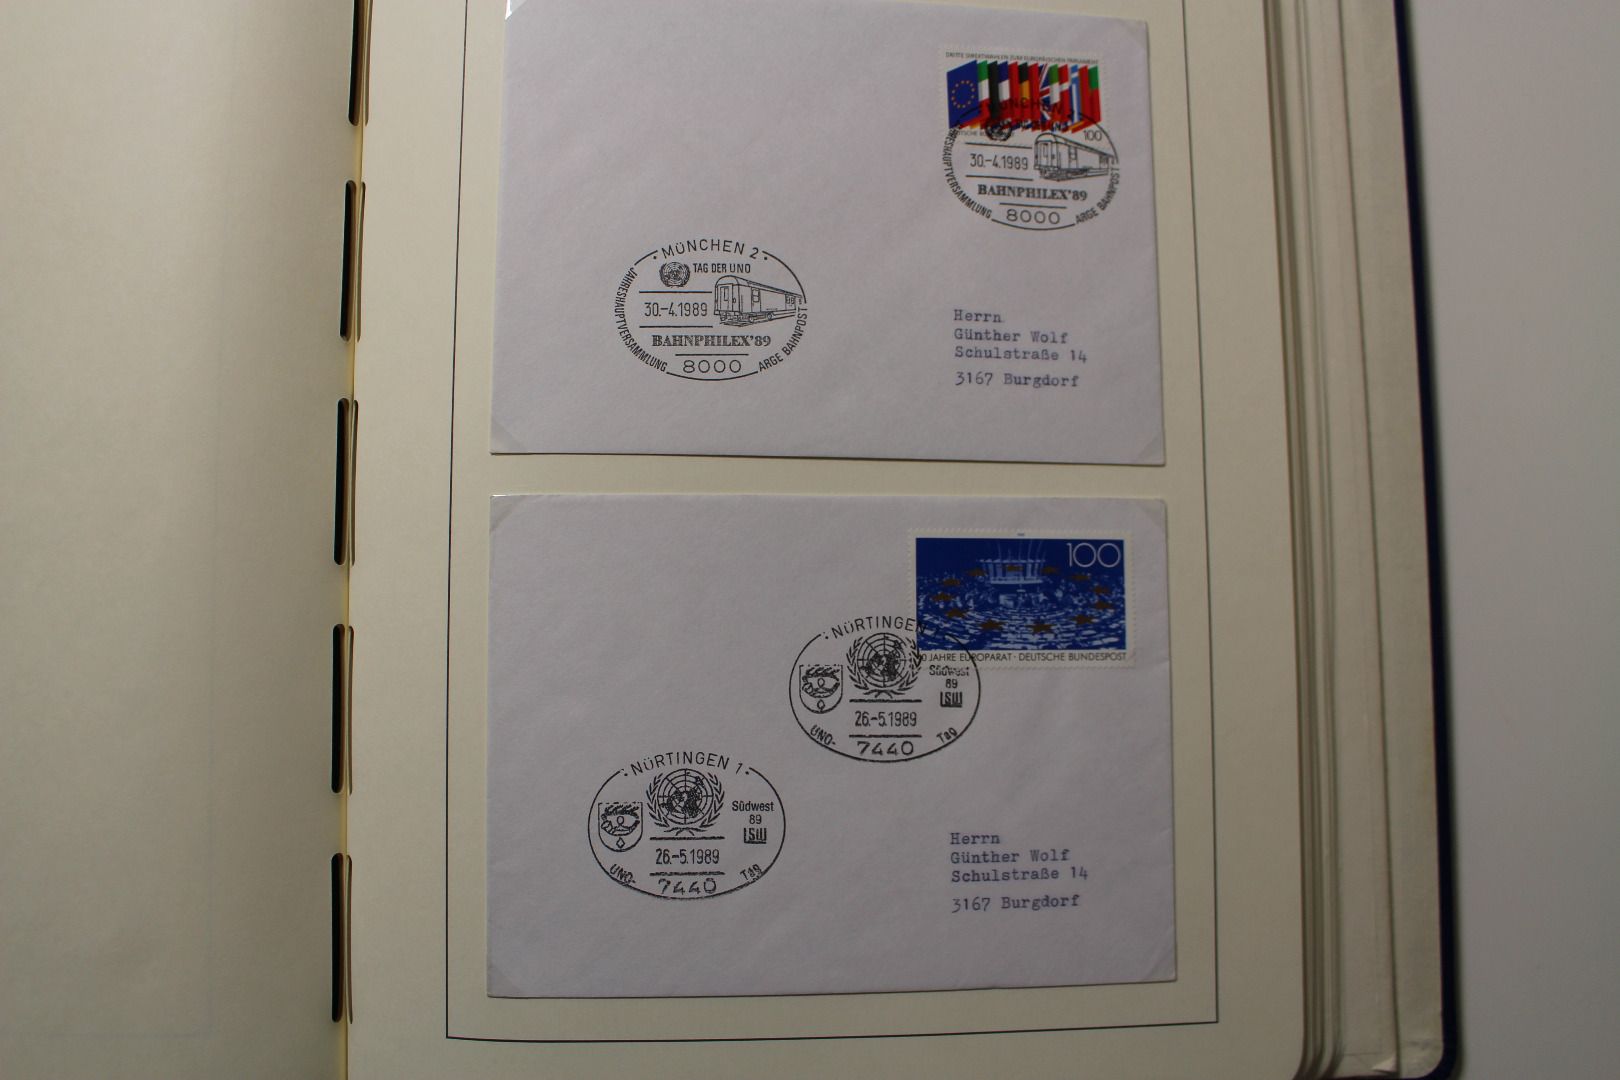 DRITTE DIREKTWAHLEN ZUM EUROPÄISCHEN PARLAMENT
100
MÜNCHEN 2
30.-4.1989
BAHNPHILEX'89
8000
JAHRESHAUPTVERSAMMLUNG
ARGE BAHNPOST
MÜNCHEN 2
TAG DER UNO
30.-4.1989
BAHNPHILEX'89
8000
JAHRESHAUPTVERSAMMLUNG
ARGE BAHNPOST
Herrn
Günther Wolf
Schulstraße 14
3167 Burgdorf
100
JAHRE EUROPARAT · DEUTSCHE BUNDESPOST
NÜRTINGEN
Südwest
89
26.-5.1989
UNO-
Tag
7440
NÜRTINGEN 1
Südwest
89
26.-5.1989
UNO-
Tag
7440
Herrn
Günther Wolf
Schulstraße 14
3167 Burgdorf